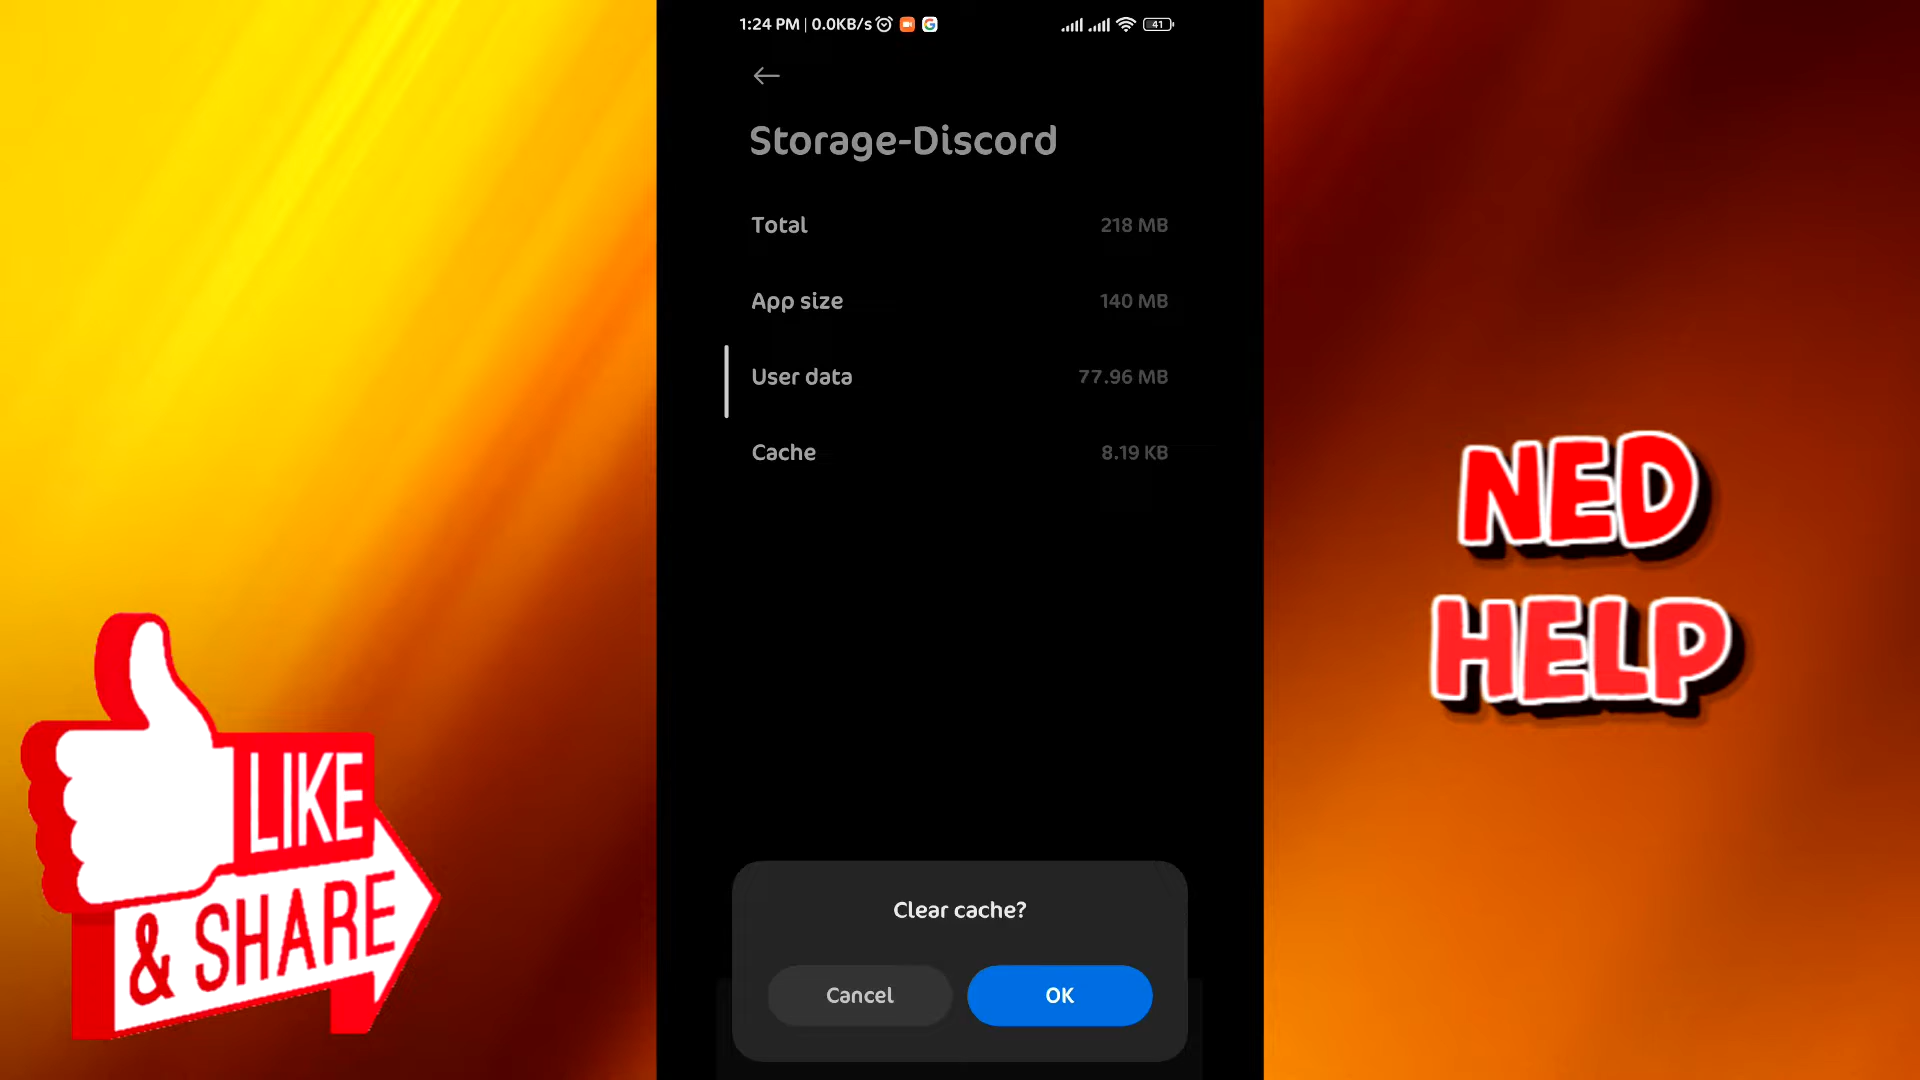 1:24 PM | 0.0KB/s
41
Storage-Discord
Total 218 MB
App size 140 MB
User data 77.96 MB
Cache 8.19 KB
Clear cache?
Cancel OK
LIKE
& SHARE
NED
HELP